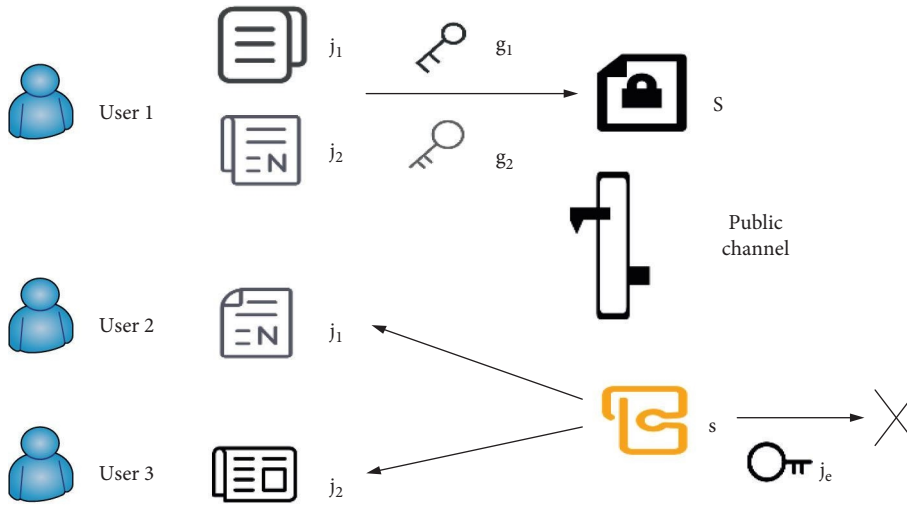 j1
g1
User 1
S
N
j2
g2
Public
channel
User 2
N
j1
s
User 3
j2
je